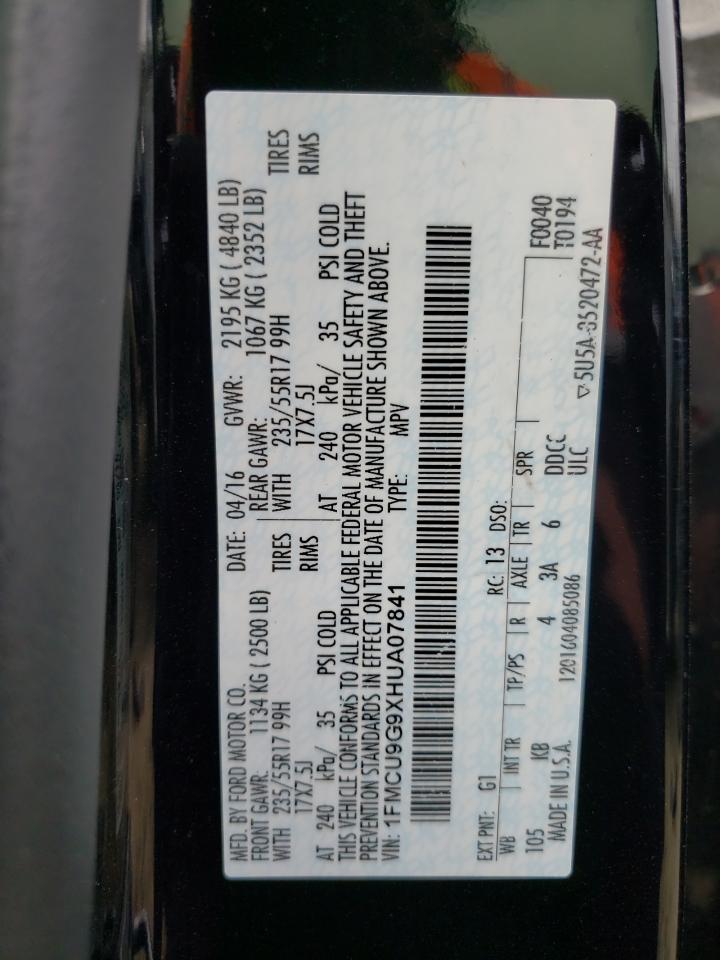 MFD. BY FORD MOTOR CO.
DATE: 04/16 GVWR: 2195 KG ( 4840 LB)
FRONT GAWR: 1134 KG ( 2500 LB) REAR GAWR: 1067 KG ( 2352 LB)
WITH 235/55R17 99H TIRES WITH 235/55R17 99H TIRES
17X7.5J RIMS 17X7.5J RIMS
AT 240 kPa/ 35 PSI COLD AT 240 kPa/ 35 PSI COLD
THIS VEHICLE CONFORMS TO ALL APPLICABLE FEDERAL MOTOR VEHICLE SAFETY AND THEFT
PREVENTION STANDARDS IN EFFECT ON THE DATE OF MANUFACTURE SHOWN ABOVE.
VIN: 1FMCU9G9XHUA07841 TYPE: MPV
EXT PNT: G1 RC: 13 DSO:
WB INT TR TP/PS R AXLE TR SPR F0040
T0194
105 KB 4 3A 6 DDCC
MADE IN U.S.A. 1201604085086 ULC
5U5A-3520472-AA